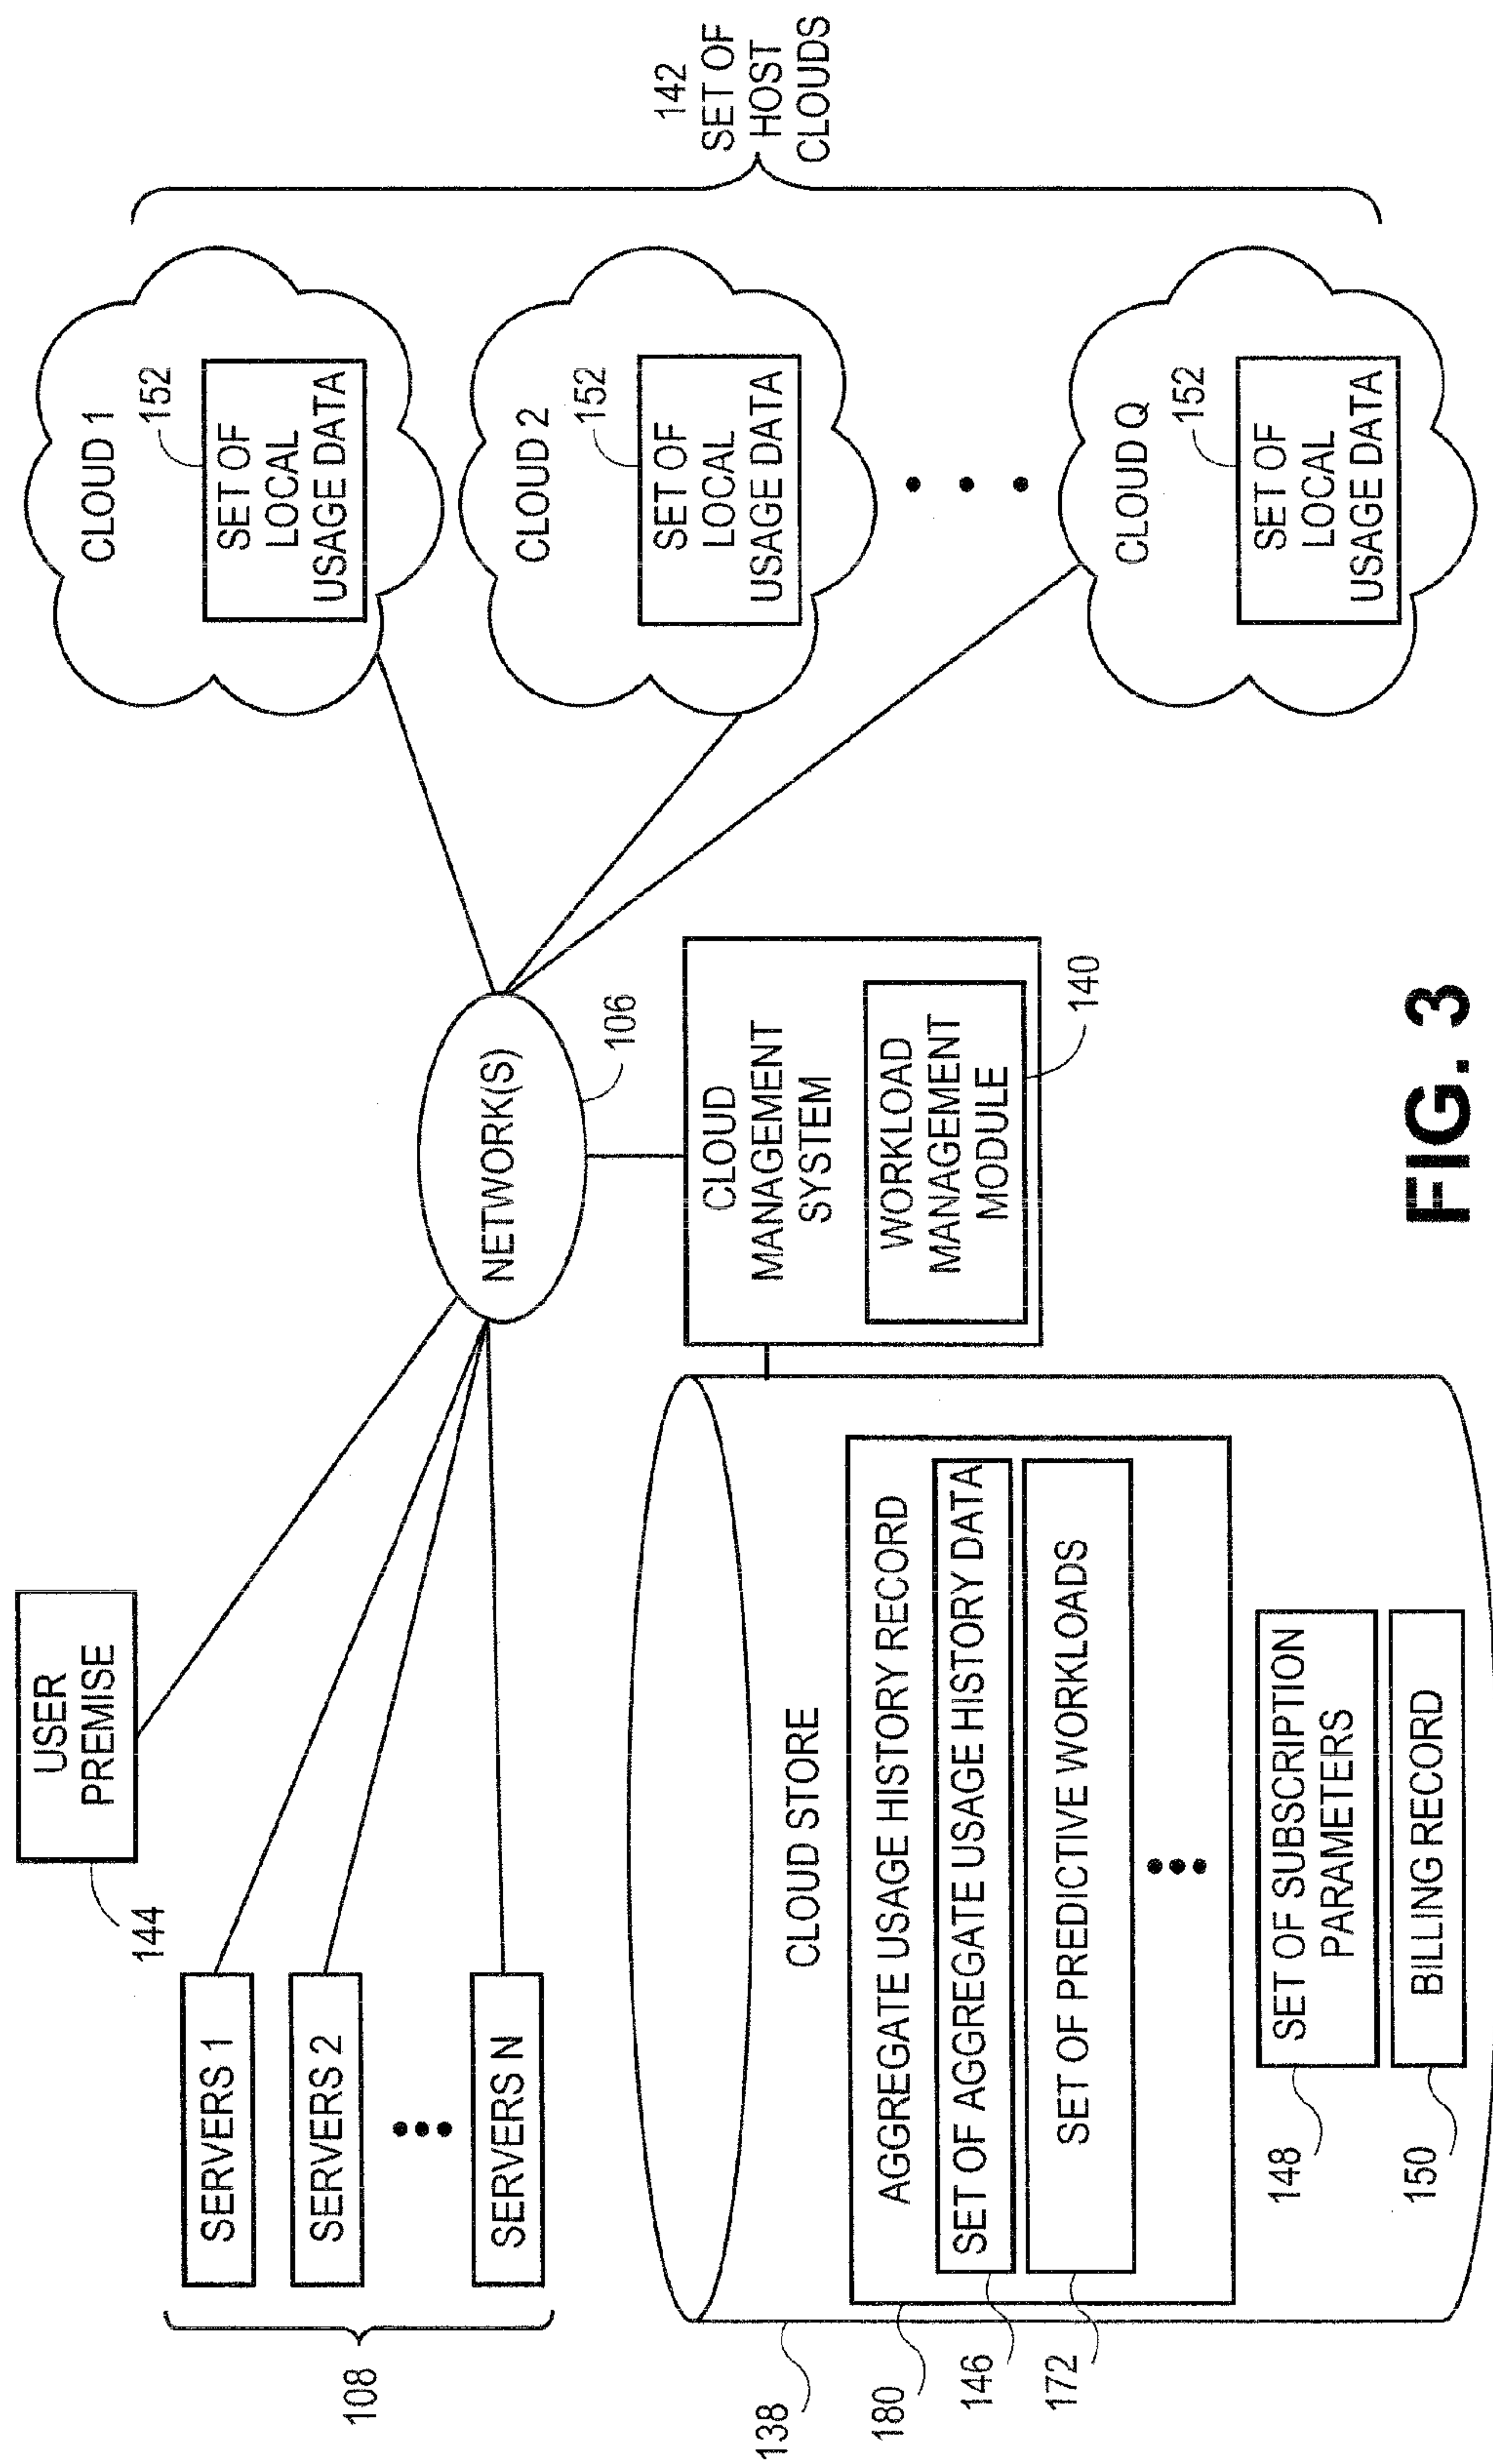 144
USER
PREMISE
108
SERVERS 1
SERVERS 2
SERVERS N
NETWORK(S)
106
CLOUD 1
152
SET OF
LOCAL
USAGE DATA
CLOUD 2
152
SET OF
LOCAL
USAGE DATA
CLOUD Q
152
SET OF
LOCAL
USAGE DATA
142
SET OF
HOST
CLOUDS
CLOUD
MANAGEMENT
SYSTEM
WORKLOAD
MANAGEMENT
MODULE
140
138
CLOUD STORE
180
AGGREGATE USAGE HISTORY RECORD
146
SET OF AGGREGATE USAGE HISTORY DATA
172
SET OF PREDICTIVE WORKLOADS
148
SET OF SUBSCRIPTION
PARAMETERS
150
BILLING RECORD
FIG. 3